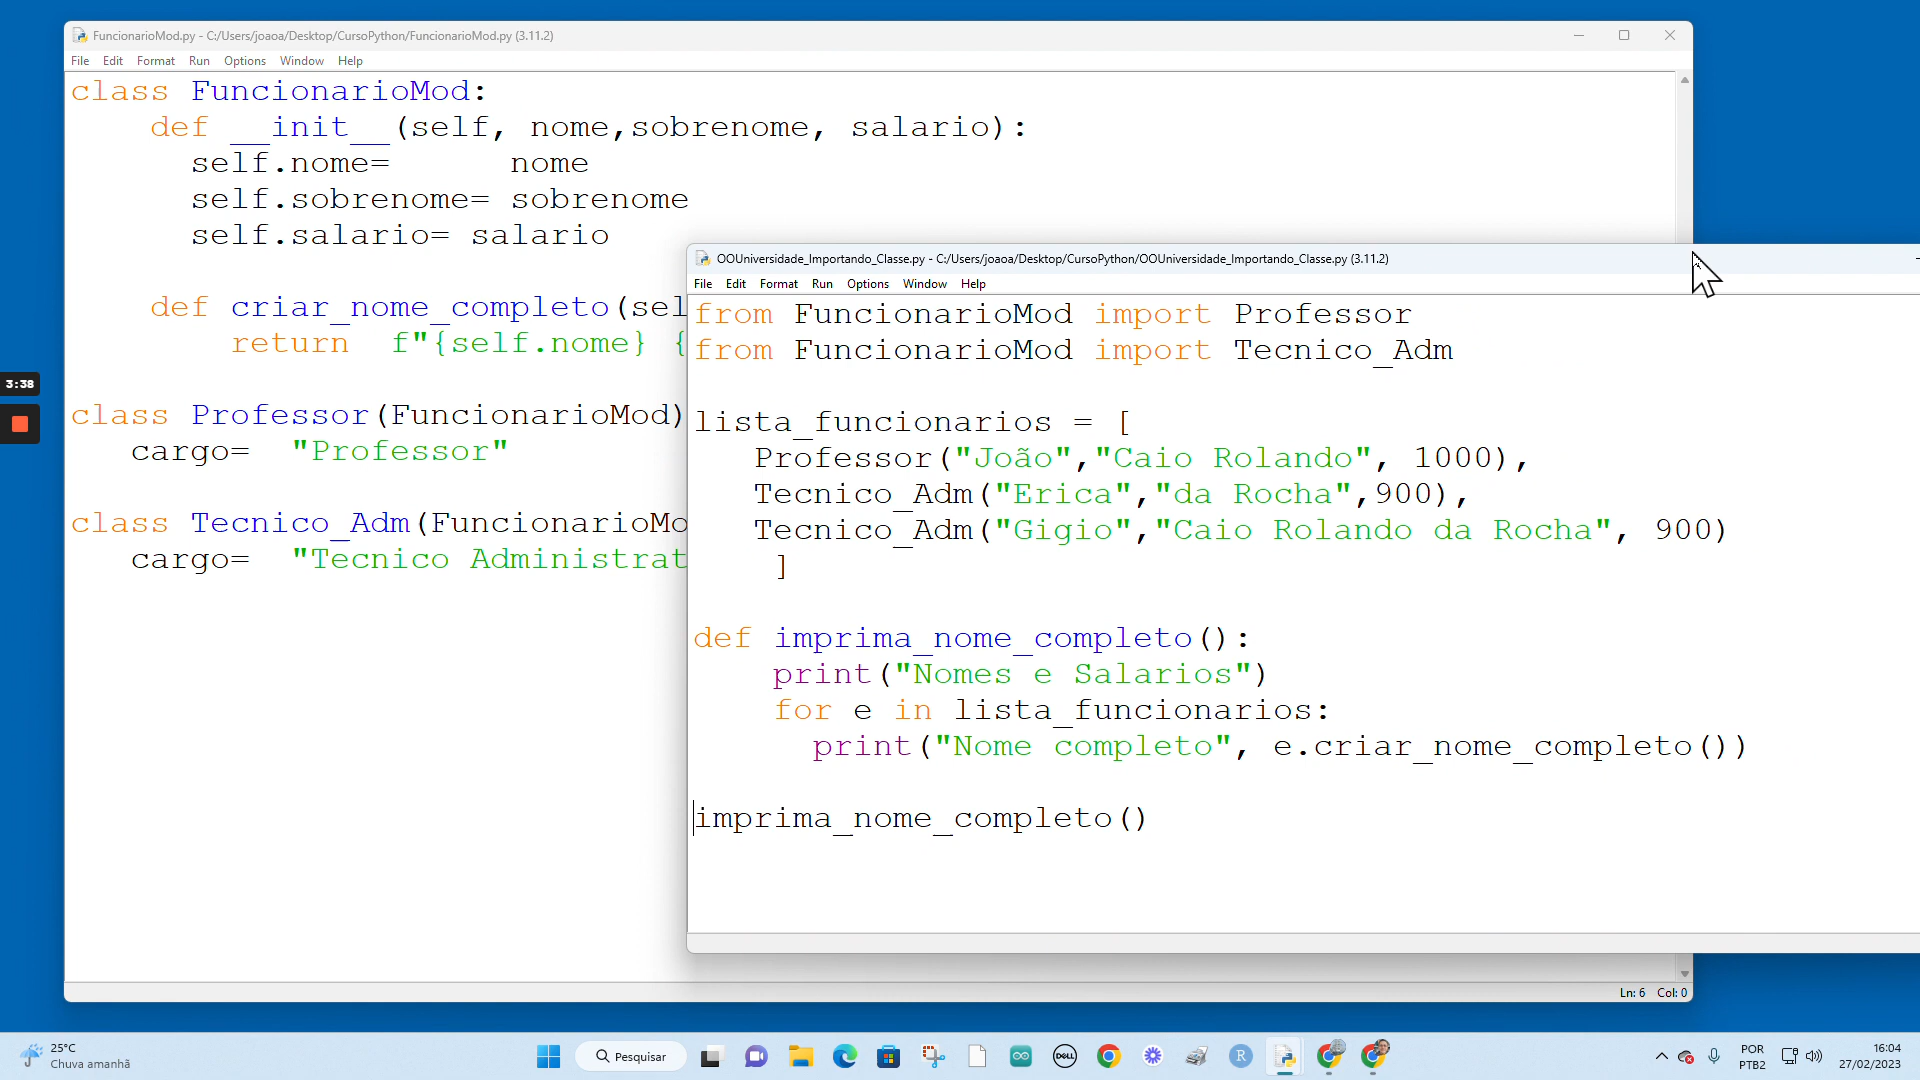 FuncionarioMod.py - C:/Users/joaoa/Desktop/CursoPython/FuncionarioMod.py (3.11.2)
File Edit Format Run Options Window Help
class FuncionarioMod:
    def __init__(self, nome,sobrenome, salario):
      self.nome=      nome
      self.sobrenome= sobrenome
      self.salario= salario
    def criar_nome_completo(sel
        return  f"{self.nome} {
class Professor(FuncionarioMod)
   cargo=  "Professor"
class Tecnico_Adm(FuncionarioMo
   cargo=  "Tecnico Administrat
Ln: 6 Col: 0
OOUniversidade_Importando_Classe.py - C:/Users/joaoa/Desktop/CursoPython/OOUniversidade_Importando_Classe.py (3.11.2)
File Edit Format Run Options Window Help
from FuncionarioMod import Professor
from FuncionarioMod import Tecnico_Adm
lista_funcionarios = [
   Professor("João","Caio Rolando", 1000),
   Tecnico_Adm("Erica","da Rocha",900),
   Tecnico_Adm("Gigio","Caio Rolando da Rocha", 900)
    ]
def imprima_nome_completo():
    print("Nomes e Salarios")
    for e in lista_funcionarios:
      print("Nome completo", e.criar_nome_completo())
imprima_nome_completo()
3:38
25°C
Chuva amanhã
Pesquisar
DELL
R
POR
PTB2
16:04
27/02/2023